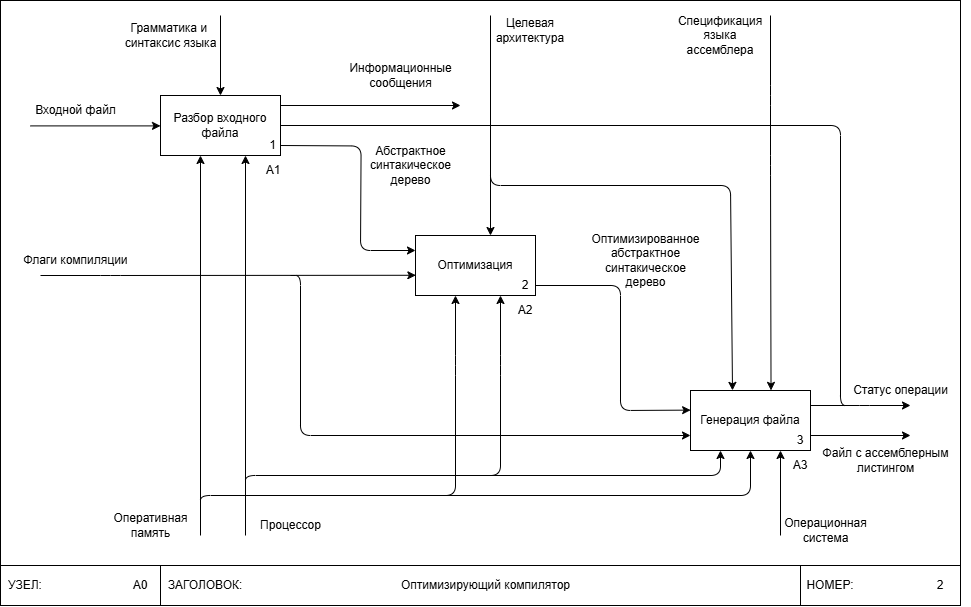 Грамматика и
синтаксис языка
Целевая
архитектура
Спецификация
языка
ассемблера
Информационные
сообщения
Входной файл
Разбор входного
файла
1
A1
Абстрактное
синтакическое
дерево
Флаги компиляции
Оптимизация
2
A2
Оптимизированное
абстрактное
синтакическое
дерево
Генерация файла
3
A3
Статус операции
Файл с ассемблерным
листингом
Оперативная
память
Процессор
Операционная
система
УЗЕЛ: A0 ЗАГОЛОВОК: Оптимизирующий компилятор НОМЕР: 2